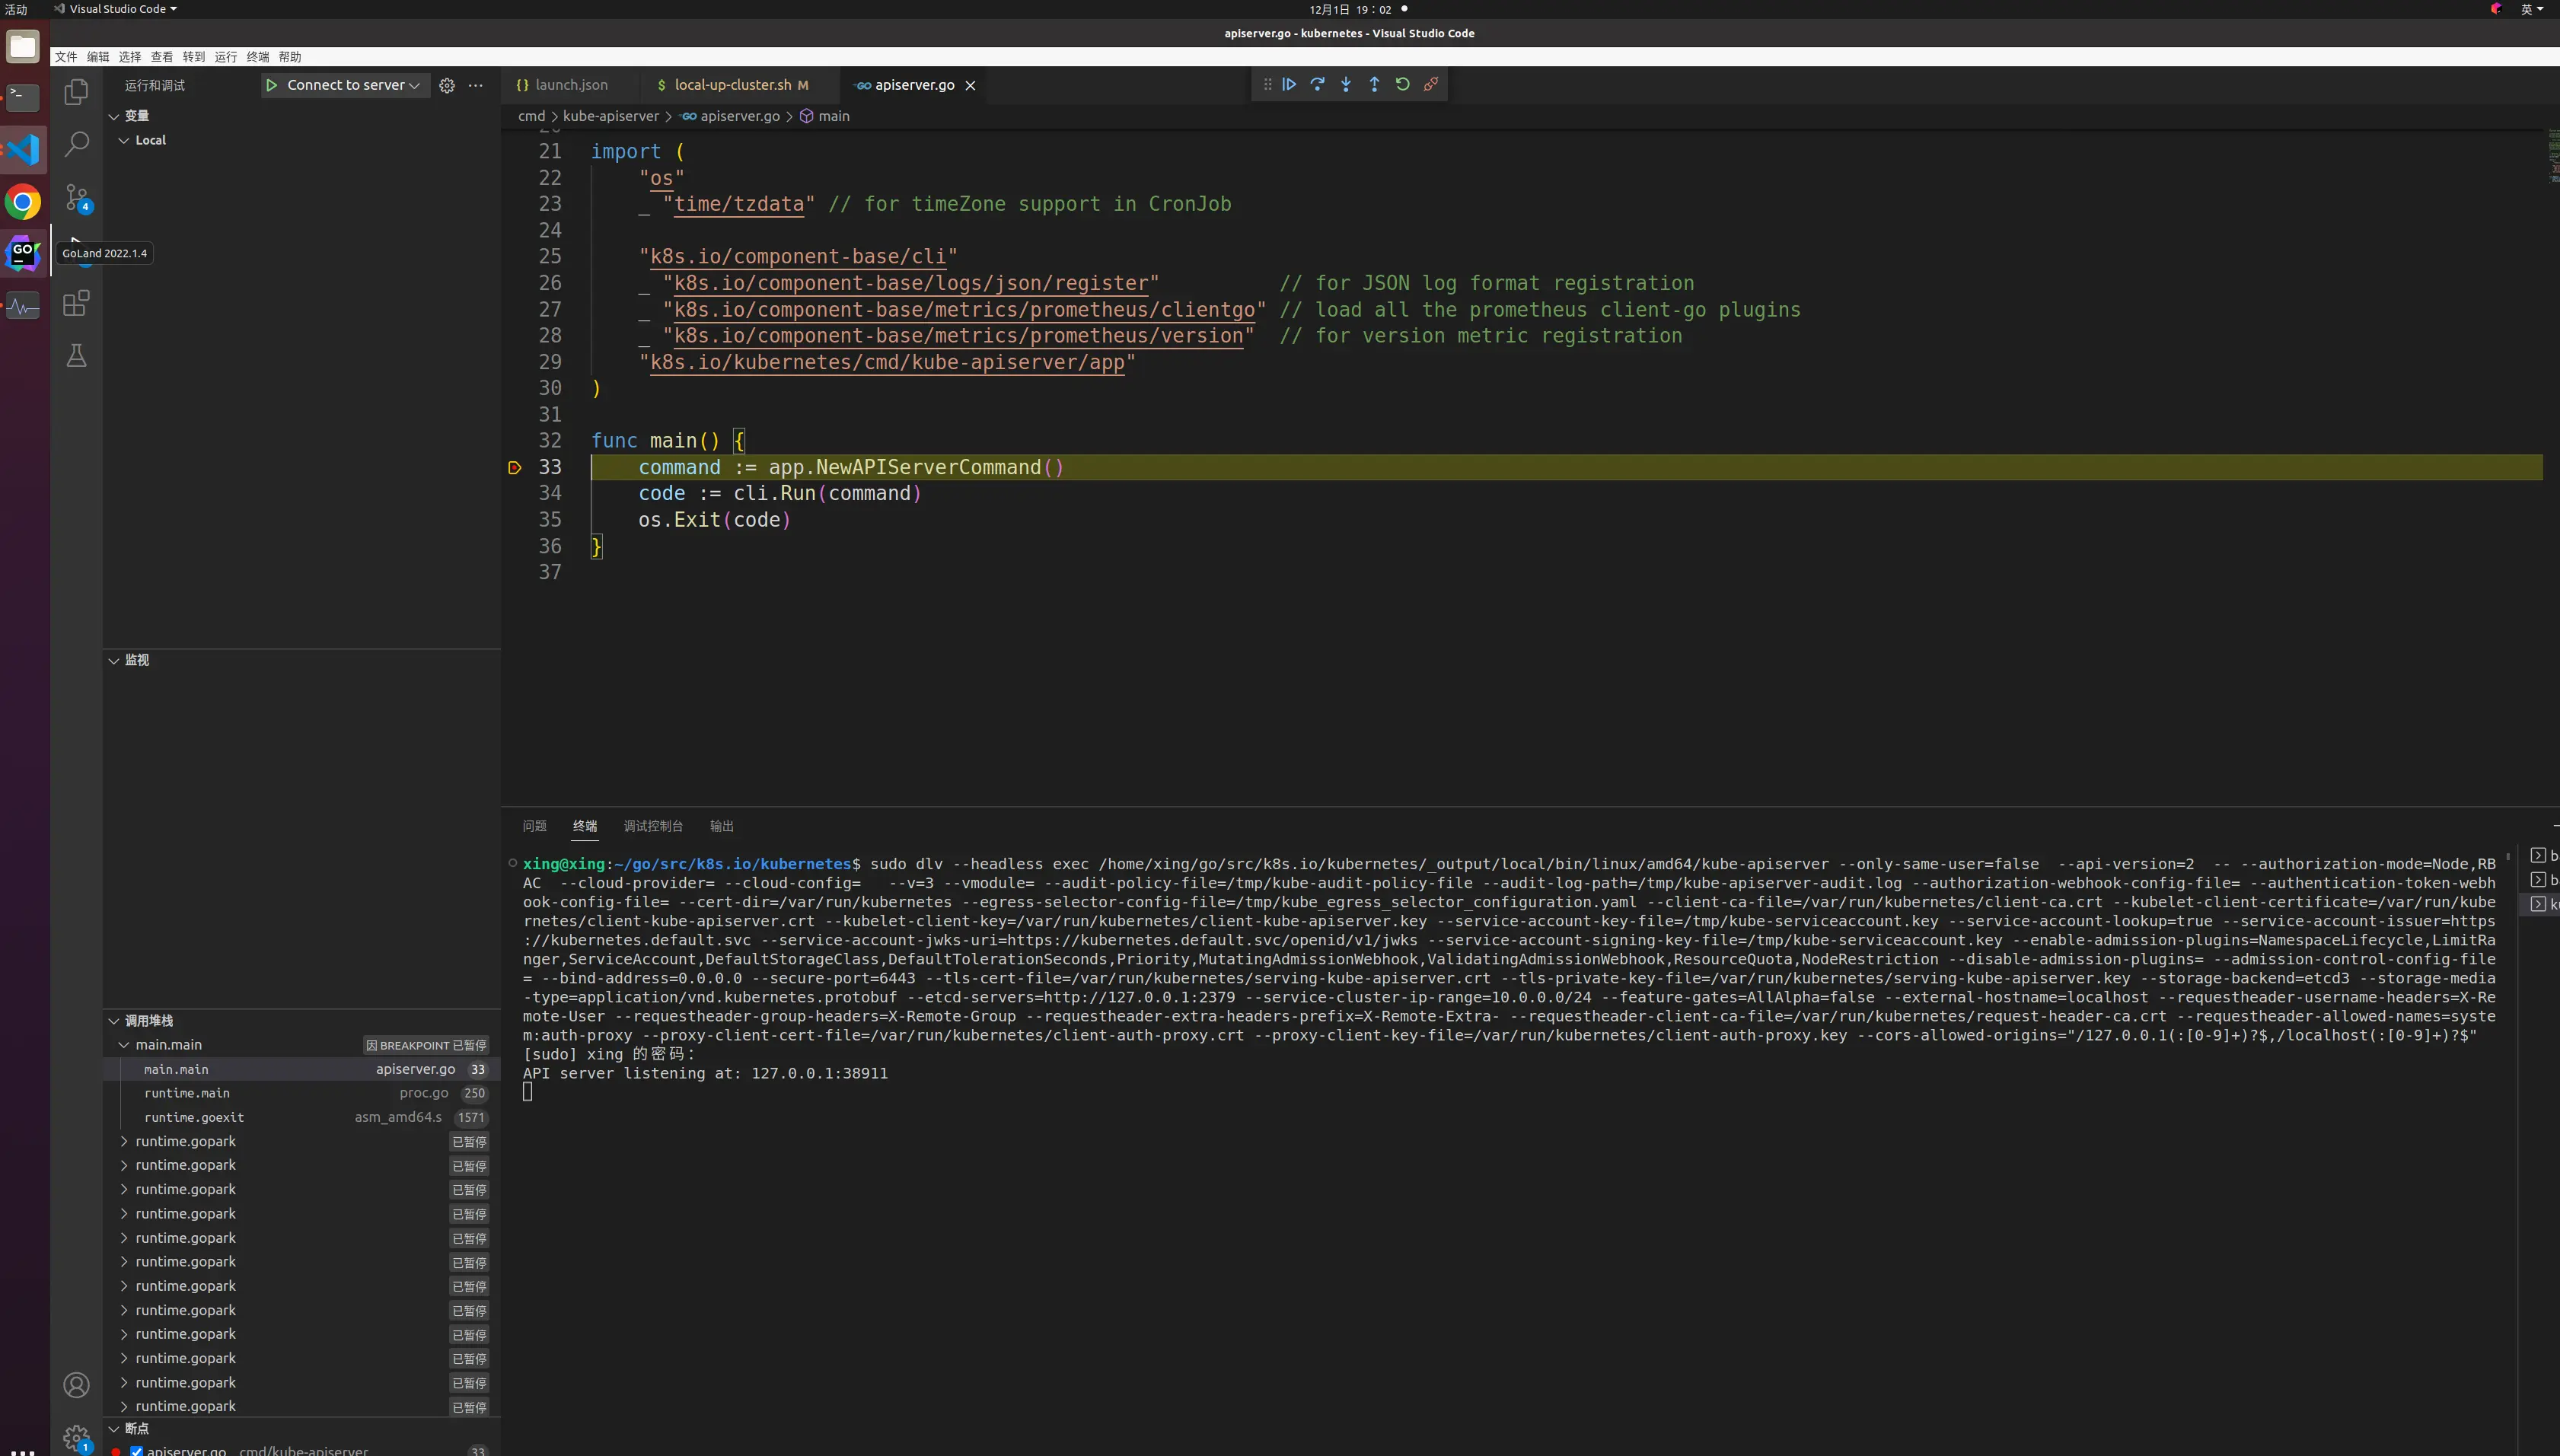 活动
Visual Studio Code
12月1日 19：02
英
apiserver.go - kubernetes - Visual Studio Code
文件 编辑 选择 查看 转到 运行 终端 帮助
运行和调试
Connect to server
launch.json
local-up-cluster.sh M
apiserver.go
变量
Local
cmd > kube-apiserver > apiserver.go > main
4
GoLand 2022.1.4
21 import (
22 "os"
23 _ "time/tzdata" // for timeZone support in CronJob
24
25 "k8s.io/component-base/cli"
26 _ "k8s.io/component-base/logs/json/register" // for JSON log format registration
27 _ "k8s.io/component-base/metrics/prometheus/clientgo" // load all the prometheus client-go plugins
28 _ "k8s.io/component-base/metrics/prometheus/version" // for version metric registration
29 "k8s.io/kubernetes/cmd/kube-apiserver/app"
30 )
31
32 func main() {
33 command := app.NewAPIServerCommand()
34 code := cli.Run(command)
35 os.Exit(code)
36 }
37
监视
调用堆栈
main.main 因 BREAKPOINT 已暂停
main.main apiserver.go 33
runtime.main proc.go 250
runtime.goexit asm_amd64.s 1571
runtime.gopark 已暂停
runtime.gopark 已暂停
runtime.gopark 已暂停
runtime.gopark 已暂停
runtime.gopark 已暂停
runtime.gopark 已暂停
runtime.gopark 已暂停
runtime.gopark 已暂停
runtime.gopark 已暂停
runtime.gopark 已暂停
runtime.gopark 已暂停
runtime.gopark 已暂停
断点
apiserver.go cmd/kube-apiserver 33
1
问题 终端 调试控制台 输出
xing@xing:~/go/src/k8s.io/kubernetes$ sudo dlv --headless exec /home/xing/go/src/k8s.io/kubernetes/_output/local/bin/linux/amd64/kube-apiserver --only-same-user=false --api-version=2 -- --authorization-mode=Node,RB
AC --cloud-provider= --cloud-config= --v=3 --vmodule= --audit-policy-file=/tmp/kube-audit-policy-file --audit-log-path=/tmp/kube-apiserver-audit.log --authorization-webhook-config-file= --authentication-token-webh
ook-config-file= --cert-dir=/var/run/kubernetes --egress-selector-config-file=/tmp/kube_egress_selector_configuration.yaml --client-ca-file=/var/run/kubernetes/client-ca.crt --kubelet-client-certificate=/var/run/kube
rnetes/client-kube-apiserver.crt --kubelet-client-key=/var/run/kubernetes/client-kube-apiserver.key --service-account-key-file=/tmp/kube-serviceaccount.key --service-account-lookup=true --service-account-issuer=https
://kubernetes.default.svc --service-account-jwks-uri=https://kubernetes.default.svc/openid/v1/jwks --service-account-signing-key-file=/tmp/kube-serviceaccount.key --enable-admission-plugins=NamespaceLifecycle,LimitRa
nger,ServiceAccount,DefaultStorageClass,DefaultTolerationSeconds,Priority,MutatingAdmissionWebhook,ValidatingAdmissionWebhook,ResourceQuota,NodeRestriction --disable-admission-plugins= --admission-control-config-file
= --bind-address=0.0.0.0 --secure-port=6443 --tls-cert-file=/var/run/kubernetes/serving-kube-apiserver.crt --tls-private-key-file=/var/run/kubernetes/serving-kube-apiserver.key --storage-backend=etcd3 --storage-media
-type=application/vnd.kubernetes.protobuf --etcd-servers=http://127.0.0.1:2379 --service-cluster-ip-range=10.0.0.0/24 --feature-gates=AllAlpha=false --external-hostname=localhost --requestheader-username-headers=X-Re
mote-User --requestheader-group-headers=X-Remote-Group --requestheader-extra-headers-prefix=X-Remote-Extra- --requestheader-client-ca-file=/var/run/kubernetes/request-header-ca.crt --requestheader-allowed-names=syste
m:auth-proxy --proxy-client-cert-file=/var/run/kubernetes/client-auth-proxy.crt --proxy-client-key-file=/var/run/kubernetes/client-auth-proxy.key --cors-allowed-origins="/127.0.0.1(:[0-9]+)?$,/localhost(:[0-9]+)?$"
[sudo] xing 的密码：
API server listening at: 127.0.0.1:38911